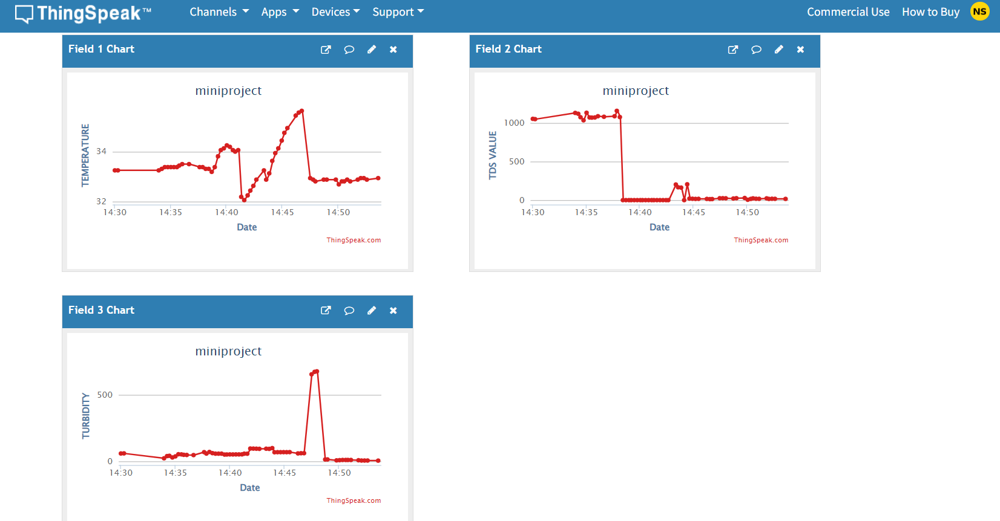 ThingSpeak™ Channels Apps Devices Support Commercial Use How to Buy NS
Field 1 Chart
miniproject
TEMPERATURE
34
32
14:30 14:35 14:40 14:45 14:50
Date
ThingSpeak.com
Field 2 Chart
miniproject
TDS VALUE
1000
500
0
14:30 14:35 14:40 14:45 14:50
Date
ThingSpeak.com
Field 3 Chart
miniproject
TURBIDITY
500
0
14:30 14:35 14:40 14:45 14:50
Date
ThingSpeak.com